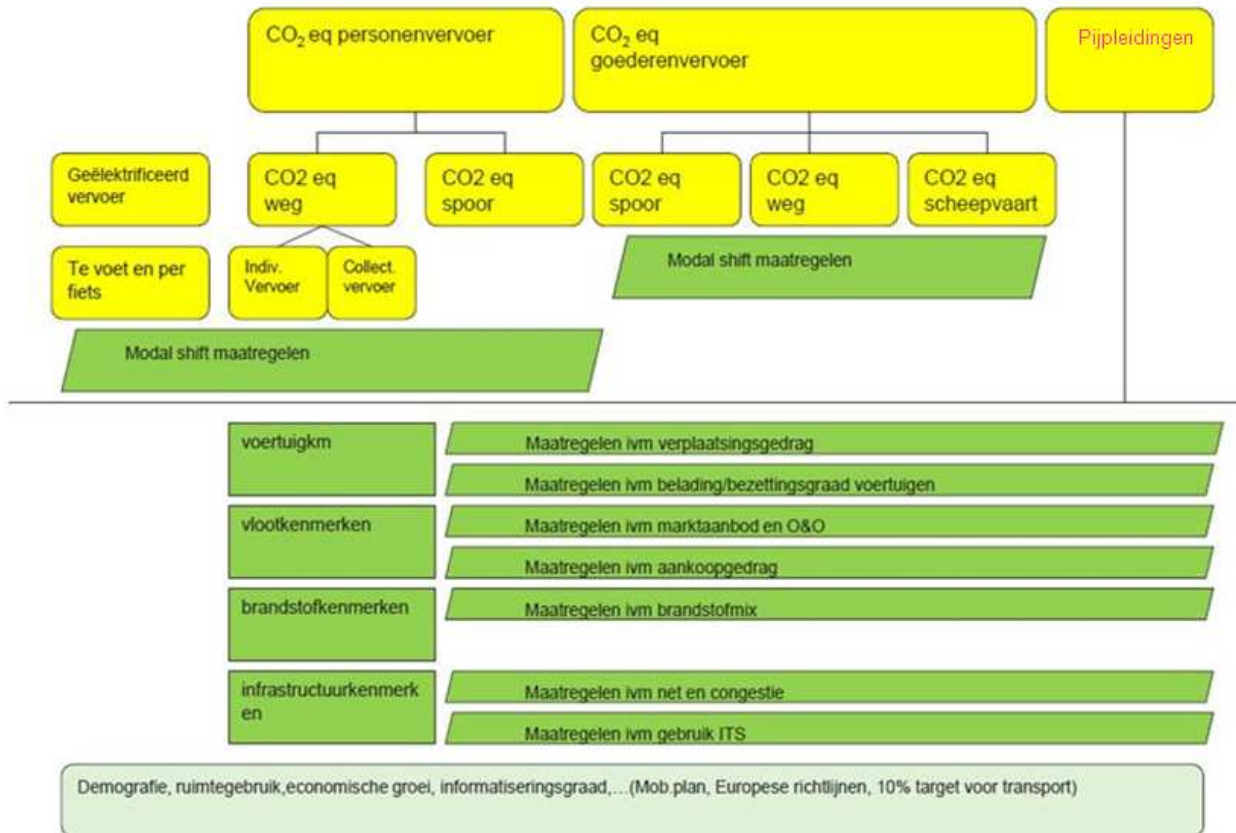 CO₂ eq personenvervoer
CO₂ eq
goederenvervoer
Pijpleidingen
Geëlektrificeerd
vervoer
CO2 eq
weg
CO2 eq
spoor
CO2 eq
spoor
CO2 eq
weg
CO2 eq
scheepvaart
Te voet en per
fiets
Indiv.
Vervoer
Collect.
vervoer
Modal shift maatregelen
Modal shift maatregelen
voertuigkm
Maatregelen ivm verplaatsingsgedrag
Maatregelen ivm belading/bezettingsgraad voertuigen
vlootkenmerken
Maatregelen ivm marktaanbod en O&O
Maatregelen ivm aankoopgedrag
brandstofkenmerken
Maatregelen ivm brandstofmix
infrastructuurkenmerk
en
Maatregelen ivm net en congestie
Maatregelen ivm gebruik ITS
Demografie, ruimtegebruik,economische groei, informatiseringsgraad,…(Mob.plan, Europese richtlijnen, 10% target voor transport)